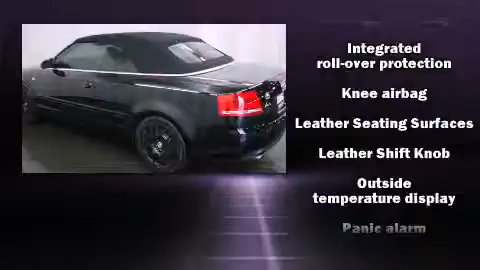 Integrated
roll-over protection
Knee airbag
Leather Seating Surfaces
Leather Shift Knob
Outside
temperature display
Panic alarm